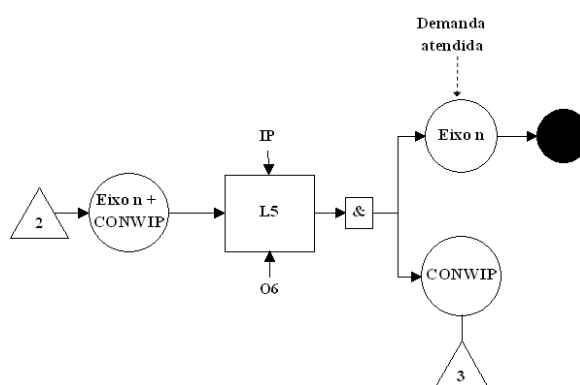 Demanda
atendida
Eixo n
IP
Eixo n +
CONWIP
2
L5
&
CONWIP
O6
3